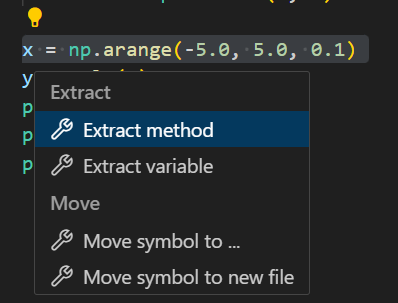 x = np.arange(-5.0, 5.0, 0.1)
y
p
p
p
Extract
Extract method
Extract variable
Move
Move symbol to ...
Move symbol to new file